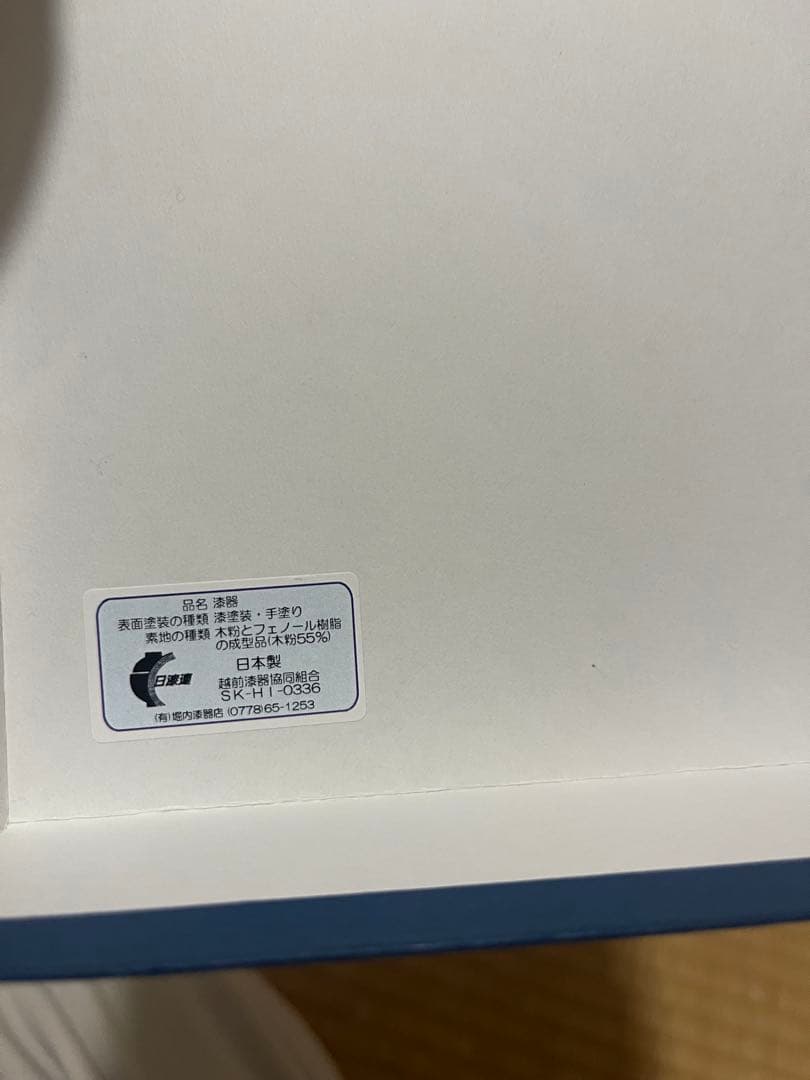 品名 漆器
表面塗装の種類 漆塗装・手塗り
素地の種類 木粉とフェノール樹脂
の成型品(木粉55%)
日漆連
日本製
越前漆器協同組合
SK-HI-0336
(有)堀内漆器店 (0778)65-1253